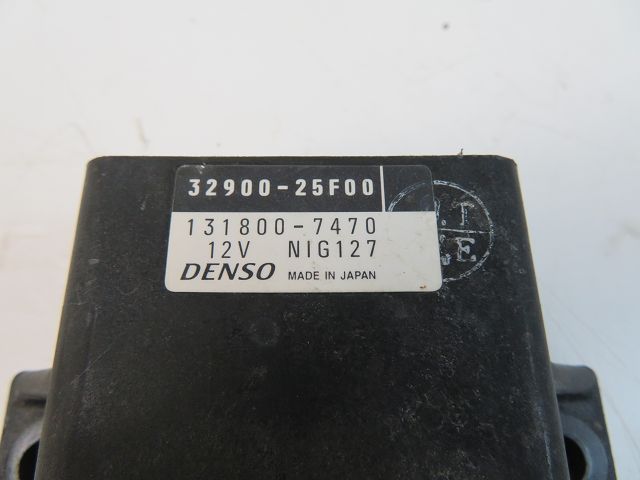 32900-25F00
131800-7470
12V NIG127
DENSO MADE IN JAPAN